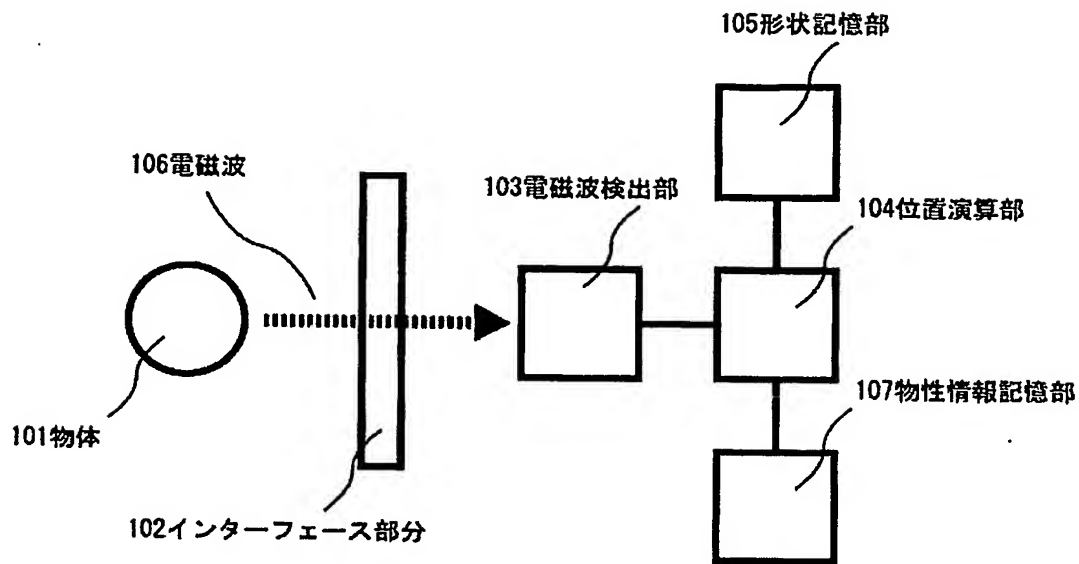 105形状記憶部
106電磁波
103電磁波検出部
104位置演算部
107物性情報記憶部
101物体
102インターフェース部分